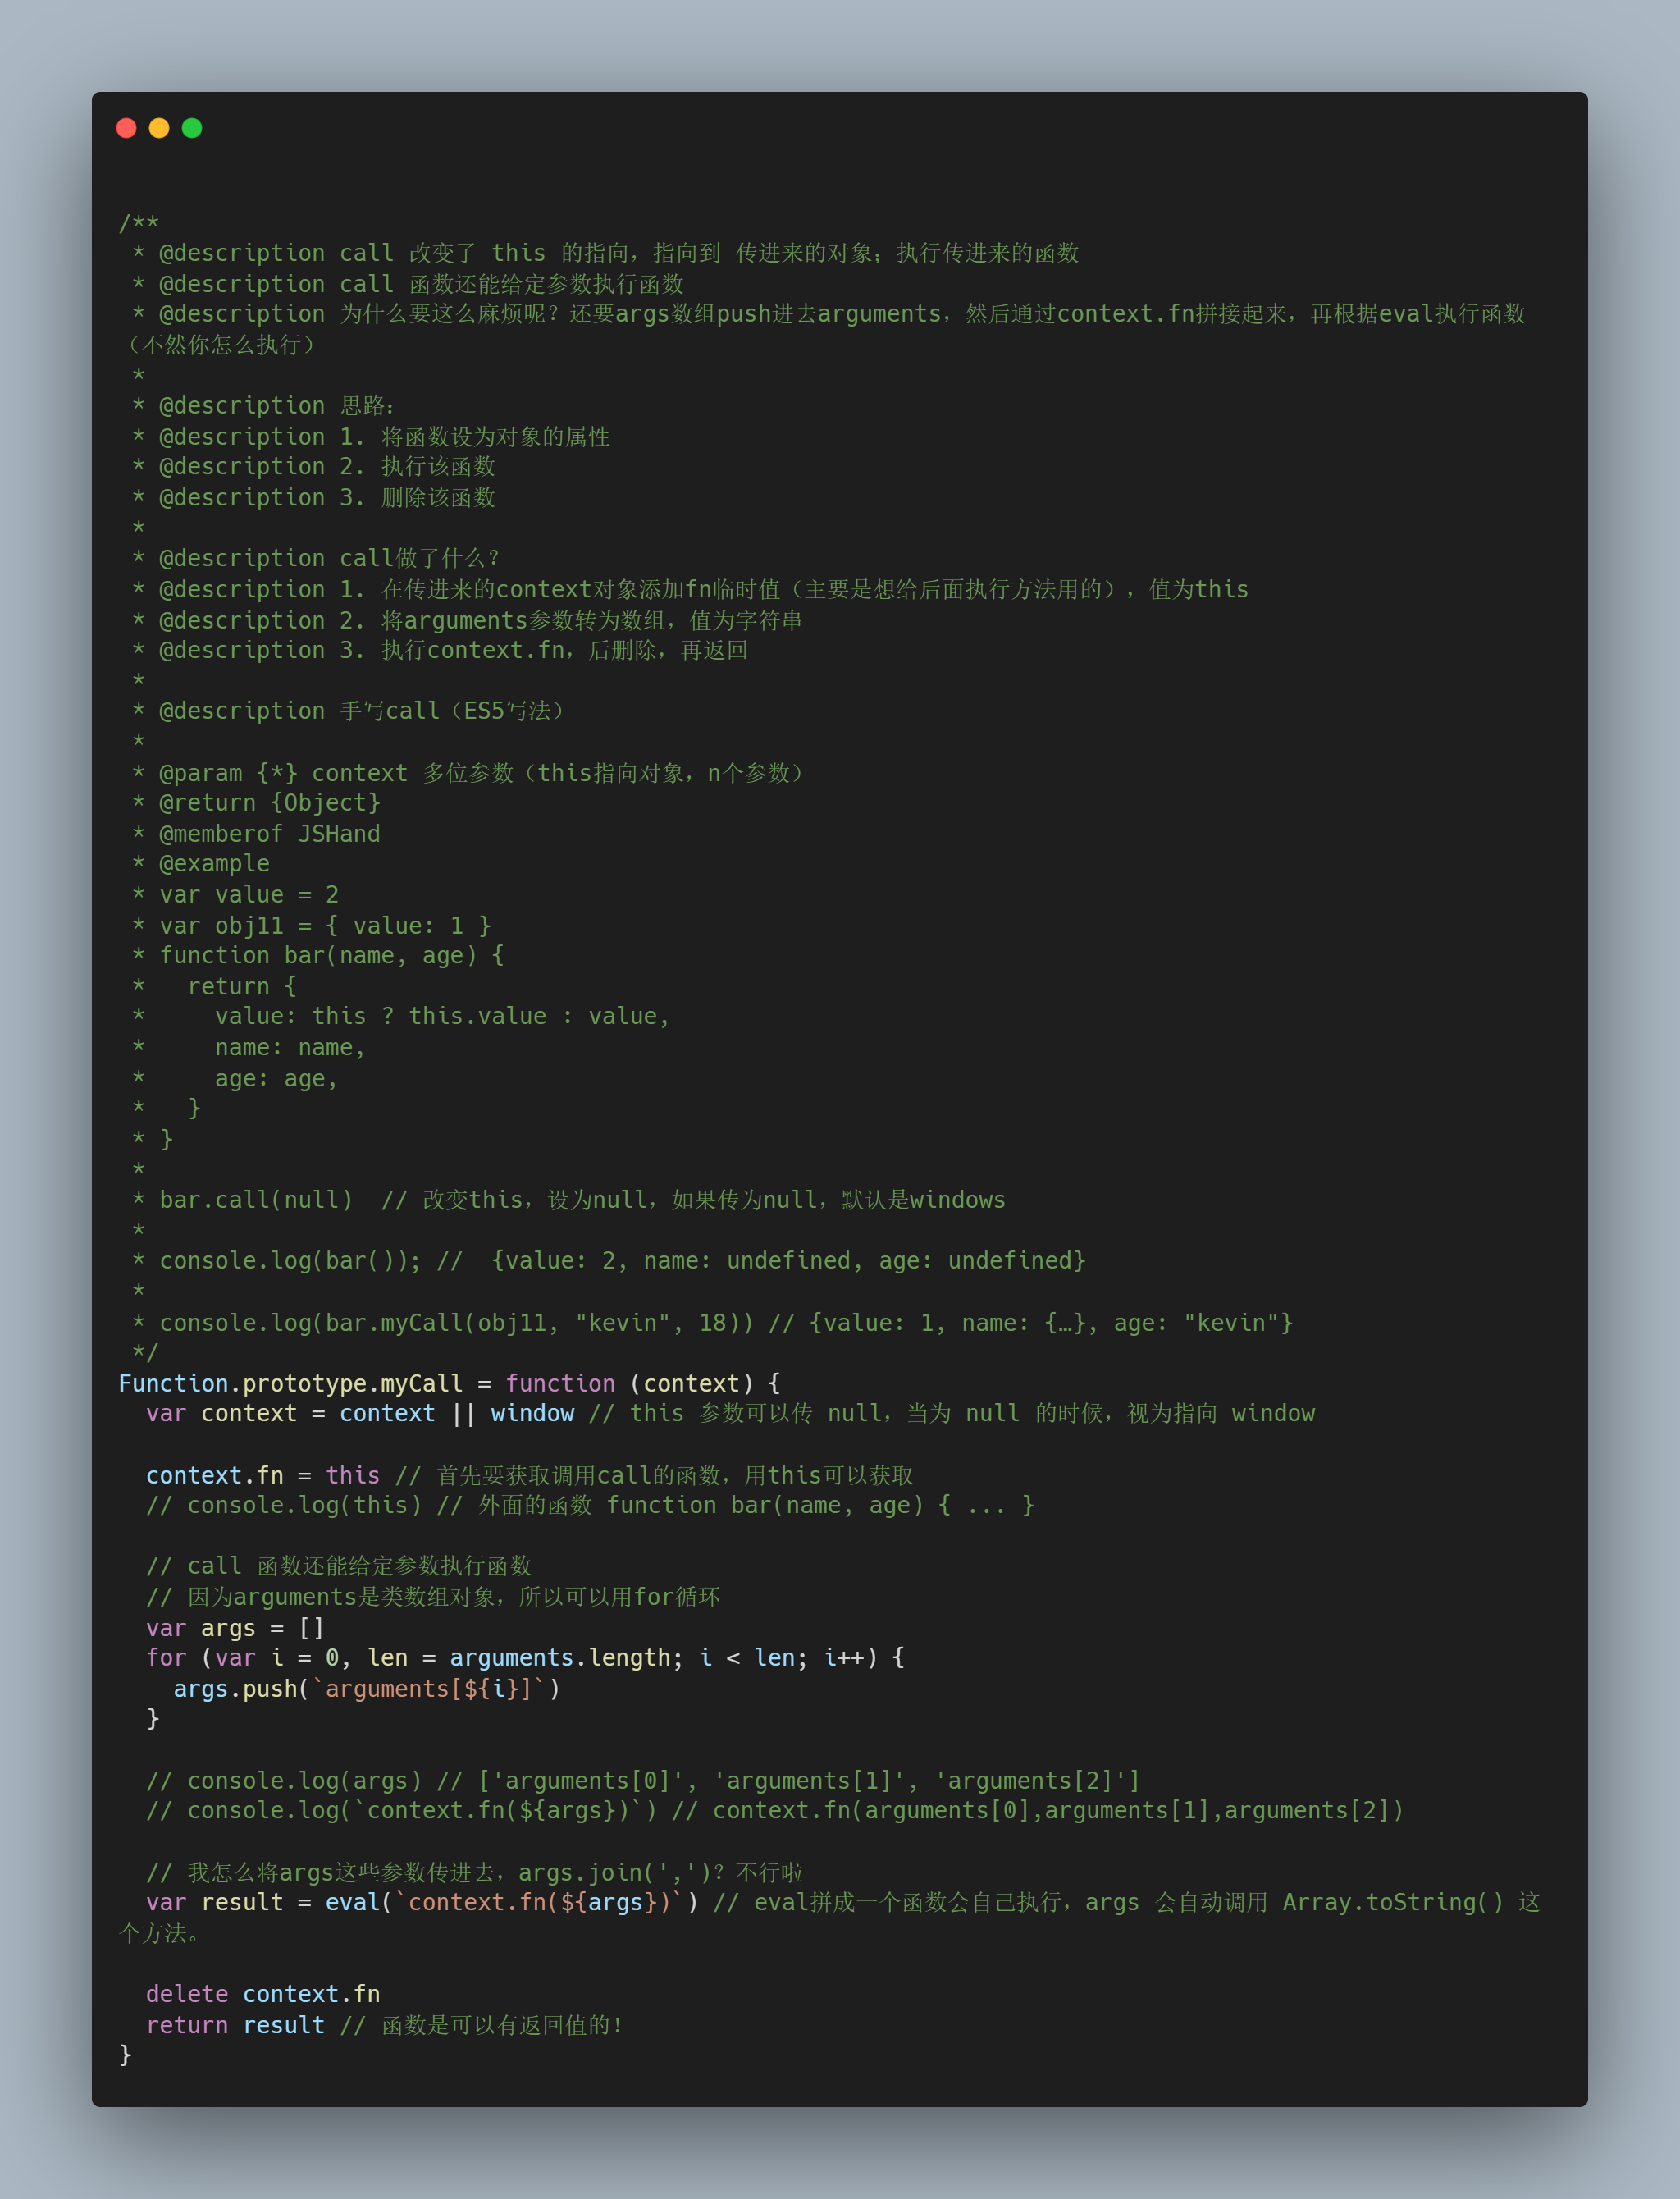 /**
 * @description call 改变了 this 的指向，指向到 传进来的对象；执行传进来的函数
 * @description call 函数还能给定参数执行函数
 * @description 为什么要这么麻烦呢？还要args数组push进去arguments，然后通过context.fn拼接起来，再根据eval执行函数
（不然你怎么执行）
 *
 * @description 思路：
 * @description 1. 将函数设为对象的属性
 * @description 2. 执行该函数
 * @description 3. 删除该函数
 *
 * @description call做了什么？
 * @description 1. 在传进来的context对象添加fn临时值（主要是想给后面执行方法用的），值为this
 * @description 2. 将arguments参数转为数组，值为字符串
 * @description 3. 执行context.fn，后删除，再返回
 *
 * @description 手写call（ES5写法）
 *
 * @param {*} context 多位参数（this指向对象，n个参数）
 * @return {Object}
 * @memberof JSHand
 * @example
 * var value = 2
 * var obj11 = { value: 1 }
 * function bar(name, age) {
 *   return {
 *     value: this ? this.value : value,
 *     name: name,
 *     age: age,
 *   }
 * }
 *
 * bar.call(null)  // 改变this，设为null，如果传为null，默认是windows
 *
 * console.log(bar()); //  {value: 2, name: undefined, age: undefined}
 *
 * console.log(bar.myCall(obj11, "kevin", 18)) // {value: 1, name: {…}, age: "kevin"}
 */
Function.prototype.myCall = function (context) {
  var context = context || window // this 参数可以传 null，当为 null 的时候，视为指向 window

  context.fn = this // 首先要获取调用call的函数，用this可以获取
  // console.log(this) // 外面的函数 function bar(name, age) { ... }

  // call 函数还能给定参数执行函数
  // 因为arguments是类数组对象，所以可以用for循环
  var args = []
  for (var i = 0, len = arguments.length; i < len; i++) {
    args.push(`arguments[${i}]`)
  }

  // console.log(args) // ['arguments[0]', 'arguments[1]', 'arguments[2]']
  // console.log(`context.fn(${args})`) // context.fn(arguments[0],arguments[1],arguments[2])

  // 我怎么将args这些参数传进去，args.join(',')？不行啦
  var result = eval(`context.fn(${args})`) // eval拼成一个函数会自己执行，args 会自动调用 Array.toString() 这
个方法。

  delete context.fn
  return result // 函数是可以有返回值的！
}